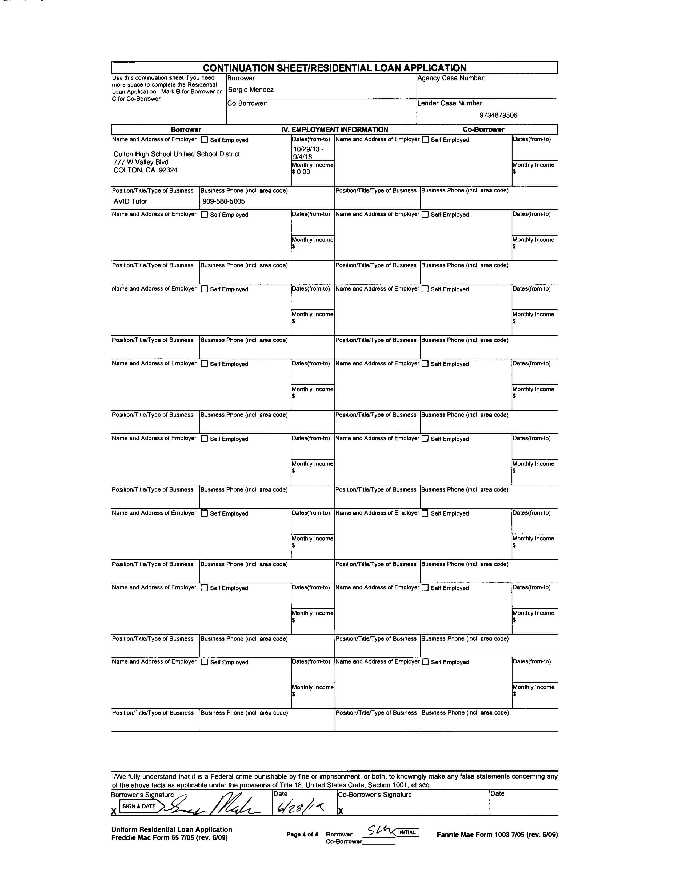 CONTINUATION SHEET/RESIDENTIAL LOAN APPLICATION
Use this continuation sheet if you need
more space to complete the Residential
Loan Application. Mark B for Borrower or
C for Co-Borrower.
Borrower
Agency Case Number
Sergio Mendez
Co-Borrower
Lender Case Number
Borrower IV. EMPLOYMENT INFORMATION Co-Borrower
Name and Address of Employer Self Employed Dates(from-to) Name and Address of Employer Self Employed Dates(from-to)
10/29/13 -
9/4/18
Colton High School Unified School District
777 W Valley Blvd
COLTON, CA 92324
Monthly Income Monthly Income
$ 0.00 $
Position/Title/Type of Business Business Phone (incl. area code) Position/Title/Type of Business Business Phone (incl. area code)
AVID Tutor 909-580-5005
Name and Address of Employer Self Employed Dates(from-to) Name and Address of Employer Self Employed Dates(from-to)
Monthly Income Monthly Income
$ $
Position/Title/Type of Business Business Phone (incl. area code) Position/Title/Type of Business Business Phone (incl. area code)
Name and Address of Employer Self Employed Dates(from-to) Name and Address of Employer Self Employed Dates(from-to)
Monthly Income Monthly Income
$ $
Position/Title/Type of Business Business Phone (incl. area code) Position/Title/Type of Business Business Phone (incl. area code)
Name and Address of Employer Self Employed Dates(from-to) Name and Address of Employer Self Employed Dates(from-to)
Monthly Income Monthly Income
$ $
Position/Title/Type of Business Business Phone (incl. area code) Position/Title/Type of Business Business Phone (incl. area code)
Name and Address of Employer Self Employed Dates(from-to) Name and Address of Employer Self Employed Dates(from-to)
Monthly Income Monthly Income
$ $
Position/Title/Type of Business Business Phone (incl. area code) Position/Title/Type of Business Business Phone (incl. area code)
Name and Address of Employer Self Employed Dates(from-to) Name and Address of Employer Self Employed Dates(from-to)
Monthly Income Monthly Income
$ $
Position/Title/Type of Business Business Phone (incl. area code) Position/Title/Type of Business Business Phone (incl. area code)
Name and Address of Employer Self Employed Dates(from-to) Name and Address of Employer Self Employed Dates(from-to)
Monthly Income Monthly Income
$ $
Position/Title/Type of Business Business Phone (incl. area code) Position/Title/Type of Business Business Phone (incl. area code)
Name and Address of Employer Self Employed Dates(from-to) Name and Address of Employer Self Employed Dates(from-to)
Monthly Income Monthly Income
$ $
Position/Title/Type of Business Business Phone (incl. area code) Position/Title/Type of Business Business Phone (incl. area code)
I/We fully understand that it is a Federal crime punishable by fine or imprisonment, or both, to knowingly make any false statements concerning any
of the above facts as applicable under the provisions of Title 18, United States Code, Section 1001, et seq.
Borrower's Signature Date Co-Borrower's Signature Date
X SIGN & DATE X
Uniform Residential Loan Application
Freddie Mac Form 65 7/05 (rev. 6/09)
Page 4 of 4
Borrower INITIAL
Co-Borrower
Fannie Mae Form 1003 7/05 (rev. 6/09)